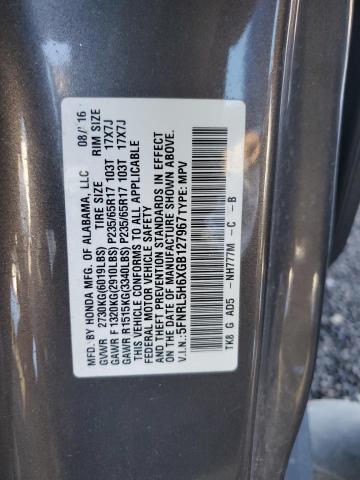 MFD. BY HONDA MFG. OF ALABAMA, LLC 08/ 16
GVWR 2730KG(6019LBS) TIRE SIZE RIM SIZE
GAWR F 1320KG(2910LBS) P235/65R17 103T 17X7J
GAWR R1515KG(3340LBS) P235/65R17 103T 17X7J
THIS VEHICLE CONFORMS TO ALL APPLICABLE
FEDERAL MOTOR VEHICLE SAFETY
AND THEFT PREVENTION STANDARDS IN EFFECT
ON THE DATE OF MANUFACTURE SHOWN ABOVE.
V.I.N.: 5FNRL5H6XGB127967 TYPE: MPV
TK8 G AD5 -NH777M -C -B